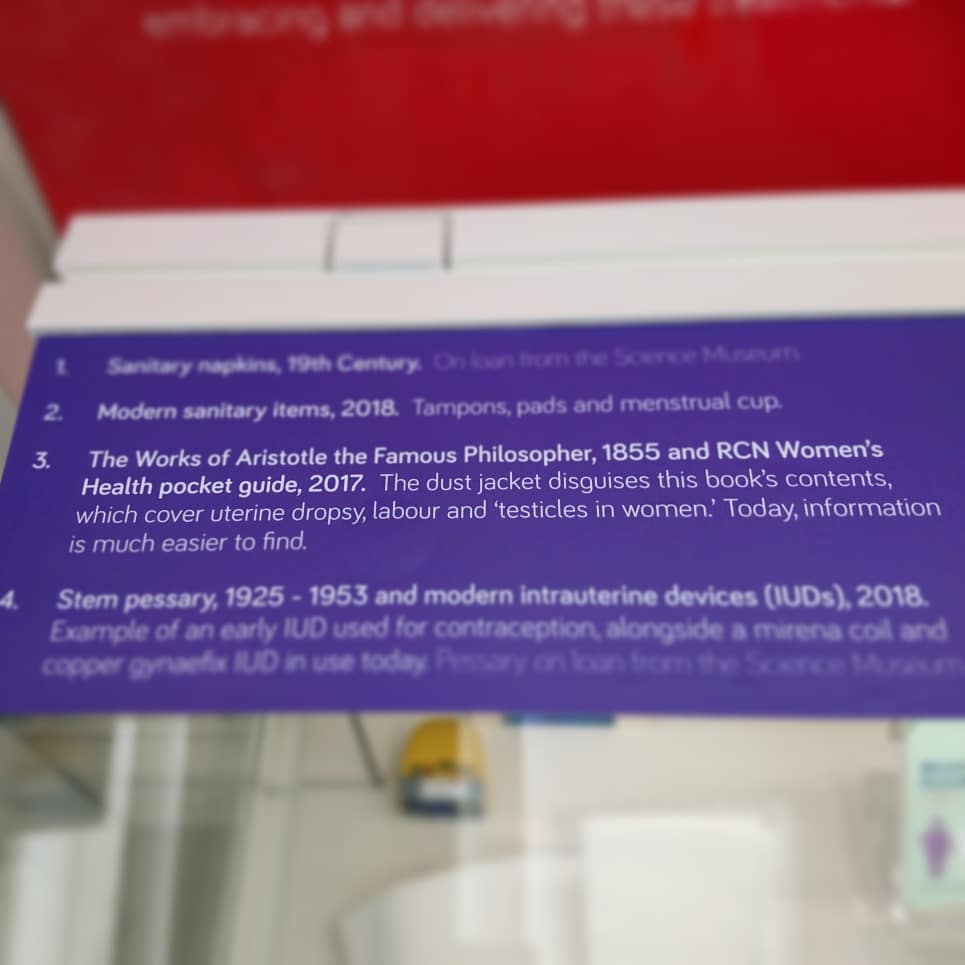 embracing and delivering these treatments
1. Sanitary napkins, 19th Century. On loan from the Science Museum
2. Modern sanitary items, 2018. Tampons, pads and menstrual cup.
3. The Works of Aristotle the Famous Philosopher, 1855 and RCN Women's
Health pocket guide, 2017. The dust jacket disguises this book's contents,
which cover uterine dropsy, labour and 'testicles in women.' Today, information
is much easier to find.
4. Stem pessary, 1925 - 1953 and modern intrauterine devices (IUDs), 2018.
Example of an early IUD used for contraception, alongside a mirena coil and
copper gynaefix IUD in use today. Pessary on loan from the Science Museum